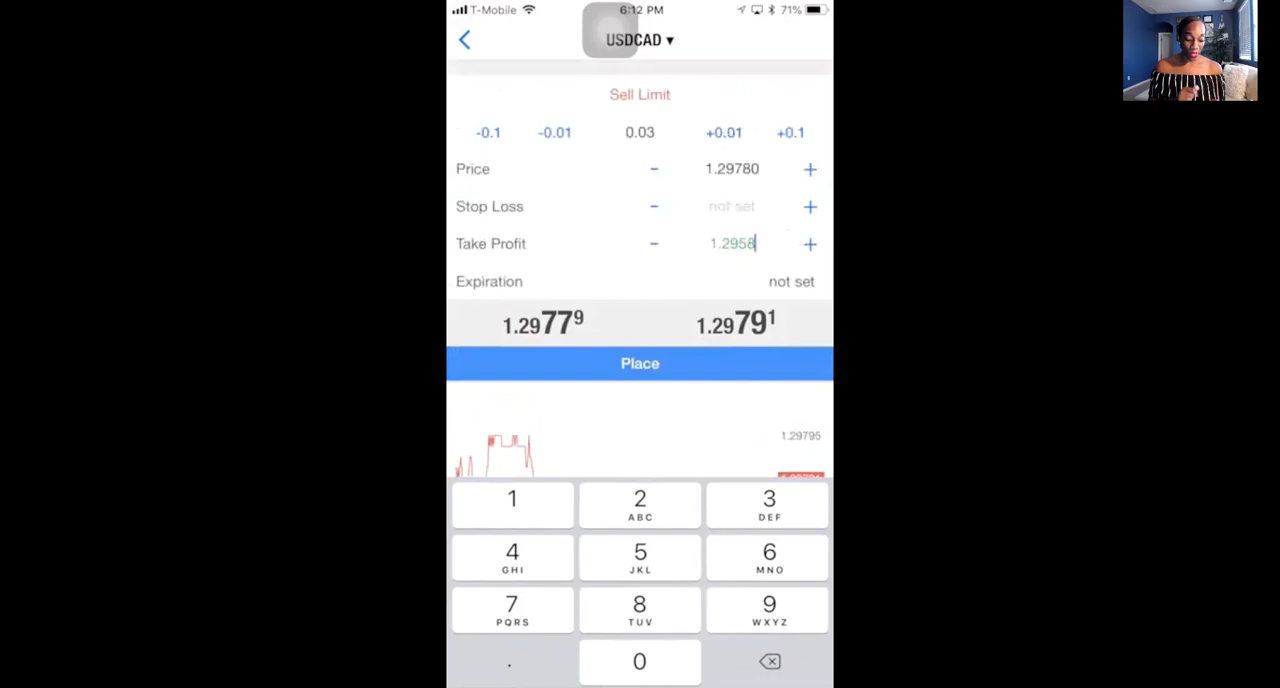 T-Mobile 6:12 PM 71%
USDCAD ▾
Sell Limit
-0.1 -0.01 0.03 +0.01 +0.1
Price - 1.29780 +
Stop Loss - not set +
Take Profit - 1.2958 +
Expiration not set
1.29779 1.29791
Place
1.29795
1 2 3
ABC DEF
4 5 6
GHI JKL MNO
7 8 9
PQRS TUV WXYZ
. 0